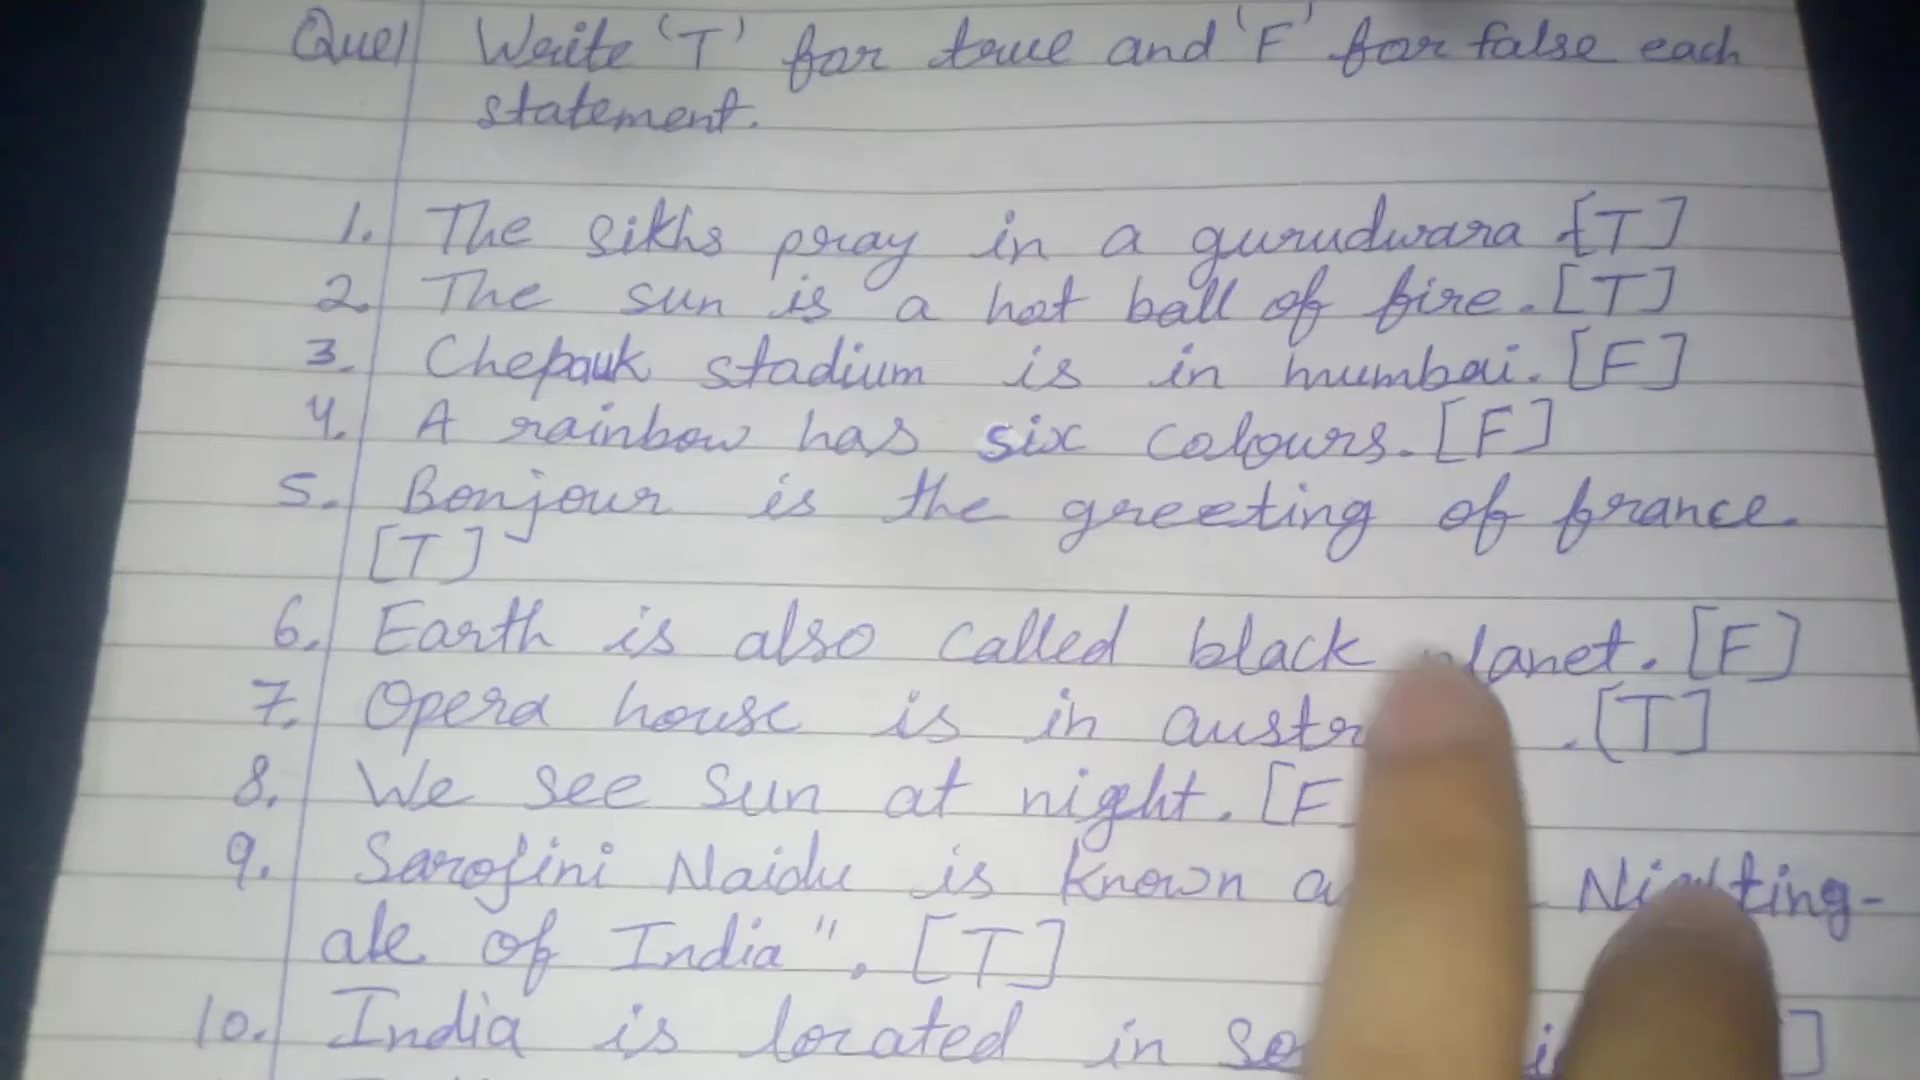 Que1 Write 'T' for true and 'F' for false each
statement.
1. The sikhs pray in a gurudwara [T]
2. The sun is a hot ball of fire. [T]
3. Chepauk stadium is in mumbai. [F]
4. A rainbow has six colours. [F]
5. Bonjour is the greeting of france.
[T]
6. Earth is also called black planet. [F]
7. Opera house is in . [T]
8. We see sun at night. [F
9. Sarojini Naidu is known Nighting-
ale of India". [T]
10. India is located in ]